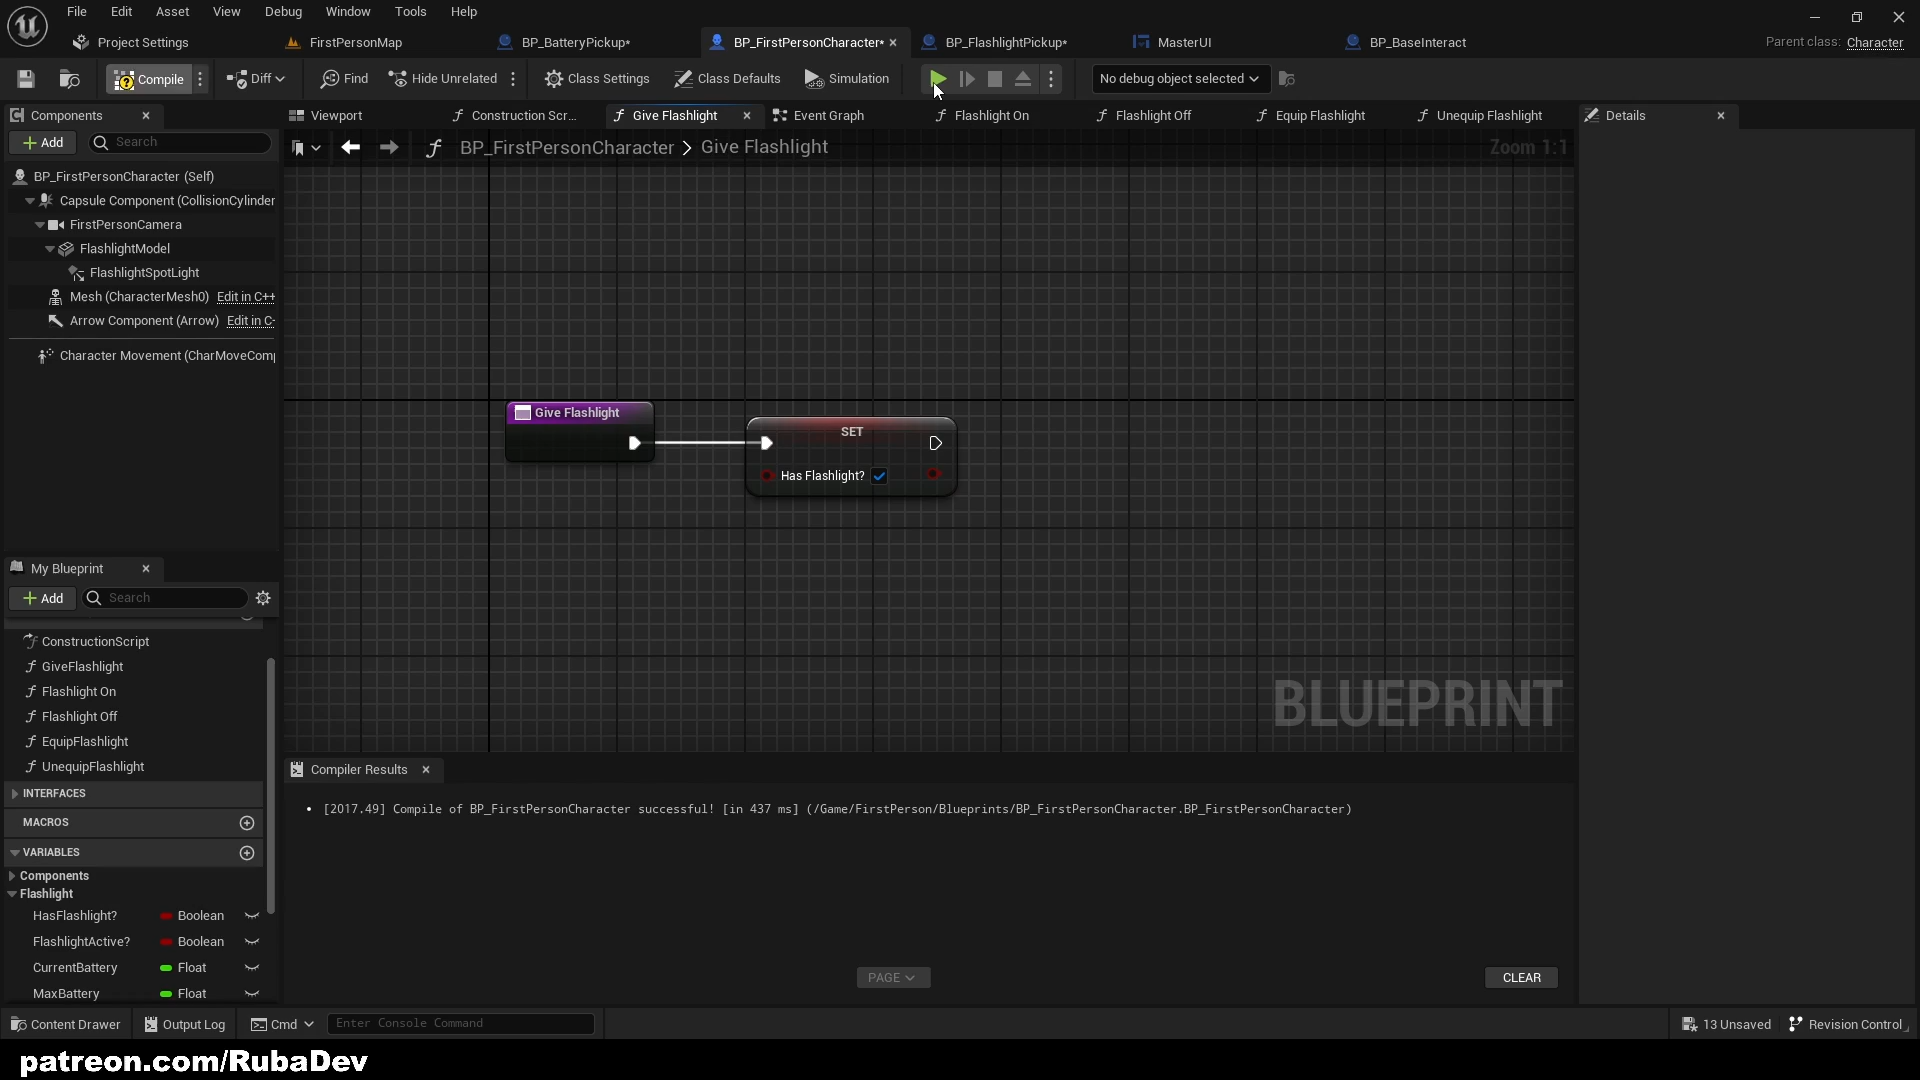 File Edit Asset View Debug Window Tools Help
Project Settings FirstPersonMap BP_BatteryPickup* BP_FirstPersonCharacter* BP_FlashlightPickup* MasterUI BP_BaseInteract Parent class: Character
Compile Diff Find Hide Unrelated Class Settings Class Defaults Simulation No debug object selected
Components Viewport Construction Scr... Give Flashlight Event Graph Flashlight On Flashlight Off Equip Flashlight Unequip Flashlight Details
Add Search
BP_FirstPersonCharacter > Give Flashlight Zoom 1:1
BP_FirstPersonCharacter (Self)
Capsule Component (CollisionCylinder
FirstPersonCamera
FlashlightModel
FlashlightSpotLight
Mesh (CharacterMesh0) Edit in C++
Arrow Component (Arrow) Edit in C-
Character Movement (CharMoveComp
Give Flashlight
SET
Has Flashlight?
BLUEPRINT
My Blueprint
Add Search
ConstructionScript
GiveFlashlight
Flashlight On
Flashlight Off
EquipFlashlight
UnequipFlashlight
INTERFACES
MACROS
VARIABLES
Components
Flashlight
HasFlashlight? Boolean
FlashlightActive? Boolean
CurrentBattery Float
MaxBattery Float
Compiler Results
[2017.49] Compile of BP_FirstPersonCharacter successful! [in 437 ms] (/Game/FirstPerson/Blueprints/BP_FirstPersonCharacter.BP_FirstPersonCharacter)
PAGE CLEAR
Content Drawer Output Log Cmd Enter Console Command 13 Unsaved Revision Control
patreon.com/RubaDev